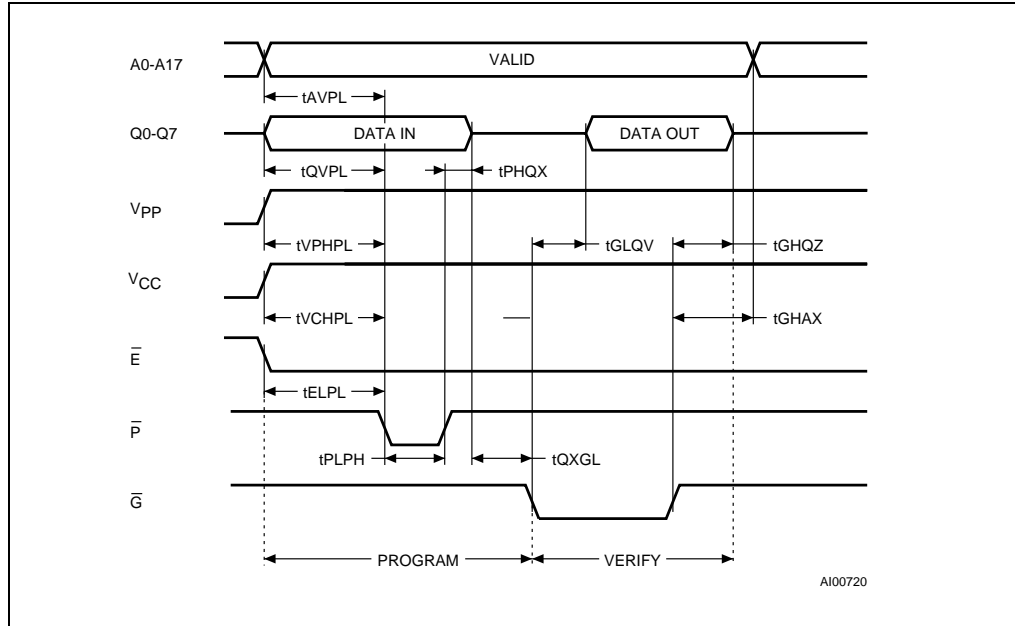 A0-A17
VALID
tAVPL
Q0-Q7
DATA IN
DATA OUT
tQVPL
tPHQX
VPP
tVPHPL
tGLQV
tGHQZ
VCC
tVCHPL
tGHAX
E̅
tELPL
P̅
tPLPH
tQXGL
G̅
PROGRAM
VERIFY
AI00720